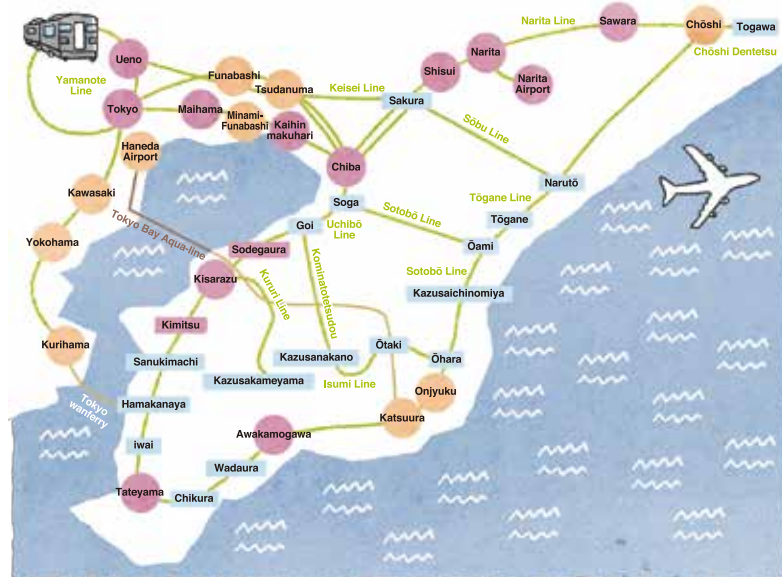 Narita Line
Sawara
Chōshi
Togawa
Chōshi Dentetsu
Ueno
Yamanote
Line
Funabashi
Tsudanuma
Keisei Line
Shisui
Narita
Narita
Airport
Tokyo
Maihama
Minami-
Funabashi
Kaihin
makuhari
Sakura
Sōbu Line
Haneda
Airport
Chiba
Narutō
Kawasaki
Soga
Tōgane Line
Tōgane
Tokyo Bay Aqua-line
Goi
Uchibō
Line
Sotobō Line
Ōami
Yokohama
Sodegaura
Kisarazu
Kururi Line
Kominatotetsudou
Sotobō Line
Kazusaichinomiya
Kimitsu
Kurihama
Sanukimachi
Kazusanakano
Ōtaki
Ōhara
Kazusakameyama
Isumi Line
Onjyuku
Tokyo
wanferry
Hamakanaya
Katsuura
iwai
Awakamogawa
Wadaura
Tateyama
Chikura